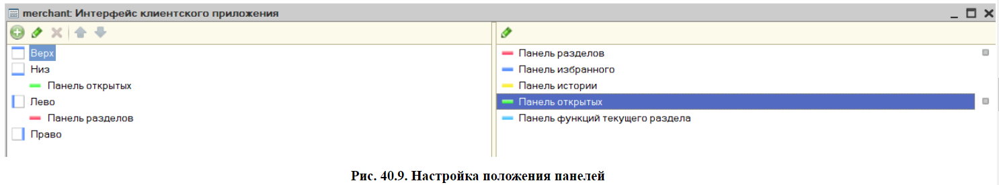 merchant: Интерфейс клиентского приложения
Верх
Низ
Панель открытых
Лево
Панель разделов
Право
Панель разделов
Панель избранного
Панель истории
Панель открытых
Панель функций текущего раздела
Рис. 40.9. Настройка положения панелей